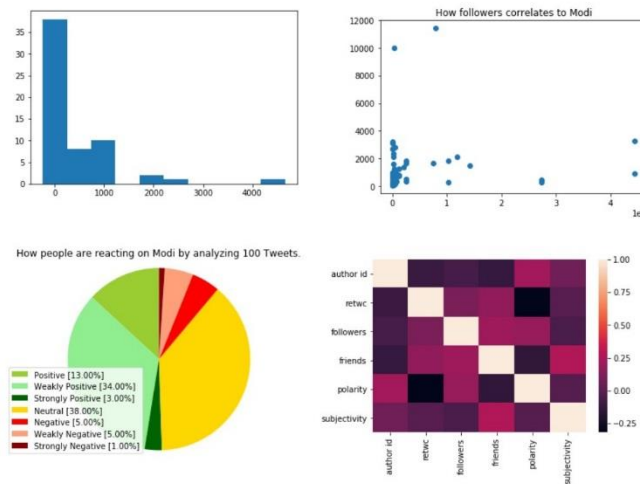 35
30
25
20
15
10
5
0
0
1000
2000
3000
4000
How followers correlates to Modi
12000
10000
8000
6000
4000
2000
0
0
1
2
3
4
How people are reacting on Modi by analyzing 100 Tweets.
Positive [13.00%]
Weakly Positive [34.00%]
Strongly Positive [3.00%]
Neutral [38.00%]
Negative [5.00%]
Weakly Negative [5.00%]
Strongly Negative [1.00%]
author id
retwc
followers
friends
polarity
subjectivity
author id
retwc
followers
friends
polarity
subjectivity
1.00
0.75
0.50
0.25
0.00
−0.25